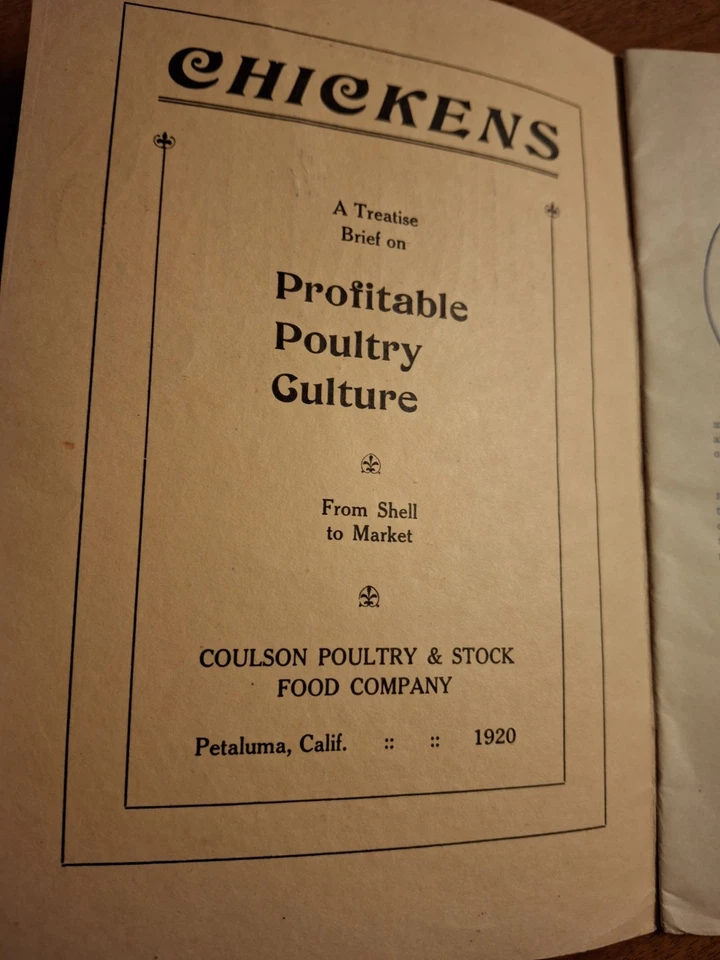 CHICKENS
A Treatise
Brief on
Profitable
Poultry
Culture
From Shell
to Market
COULSON POULTRY & STOCK
FOOD COMPANY
Petaluma, Calif. :: :: 1920